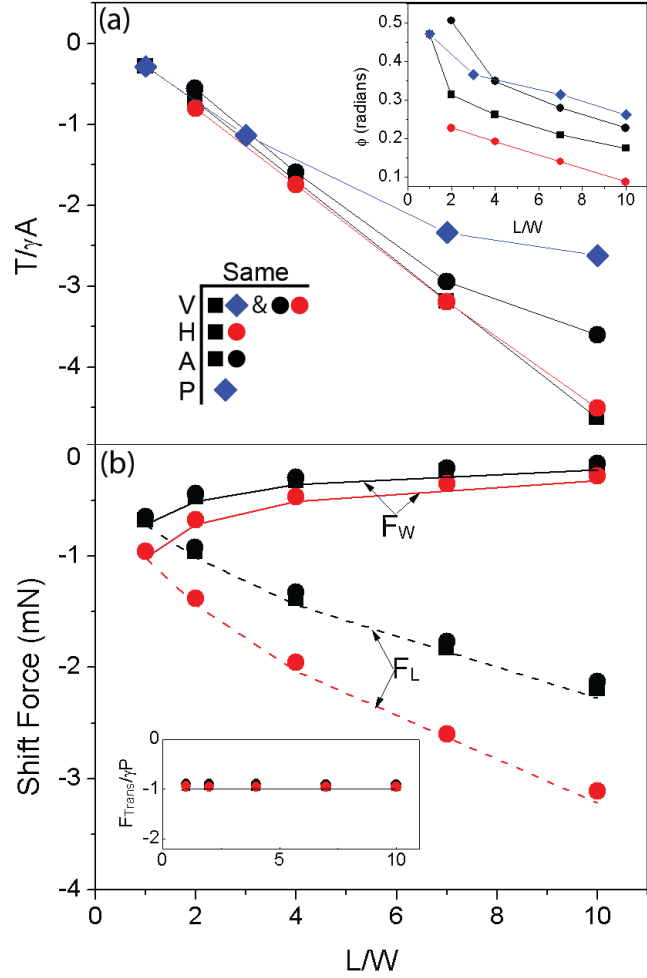 (a)
0
-1
-2
-3
-4
T/γA
0.5
0.4
0.3
0.2
0.1
ϕ (radians)
0 2 4 6 8 10
L/W
Same
V &
H
A
P
(b)
0
-1
-2
-3
-4
Shift Force (mN)
F_W
F_L
0
-1
-2
F_Trans/γP
0 5 10
0 2 4 6 8 10
L/W